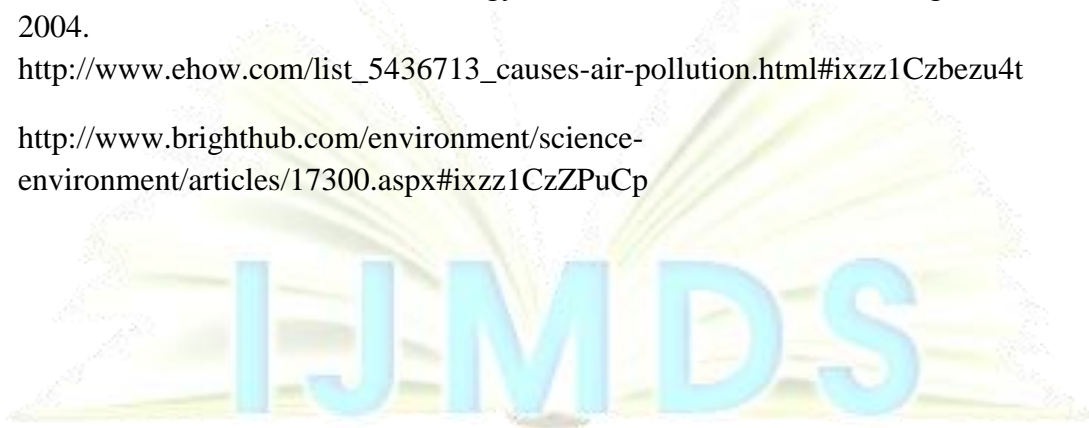 2004.
http://www.ehow.com/list_5436713_causes-air-pollution.html#ixzz1Czbezu4t
http://www.brighthub.com/environment/science-
environment/articles/17300.aspx#ixzz1CzZPuCp
IJMDS